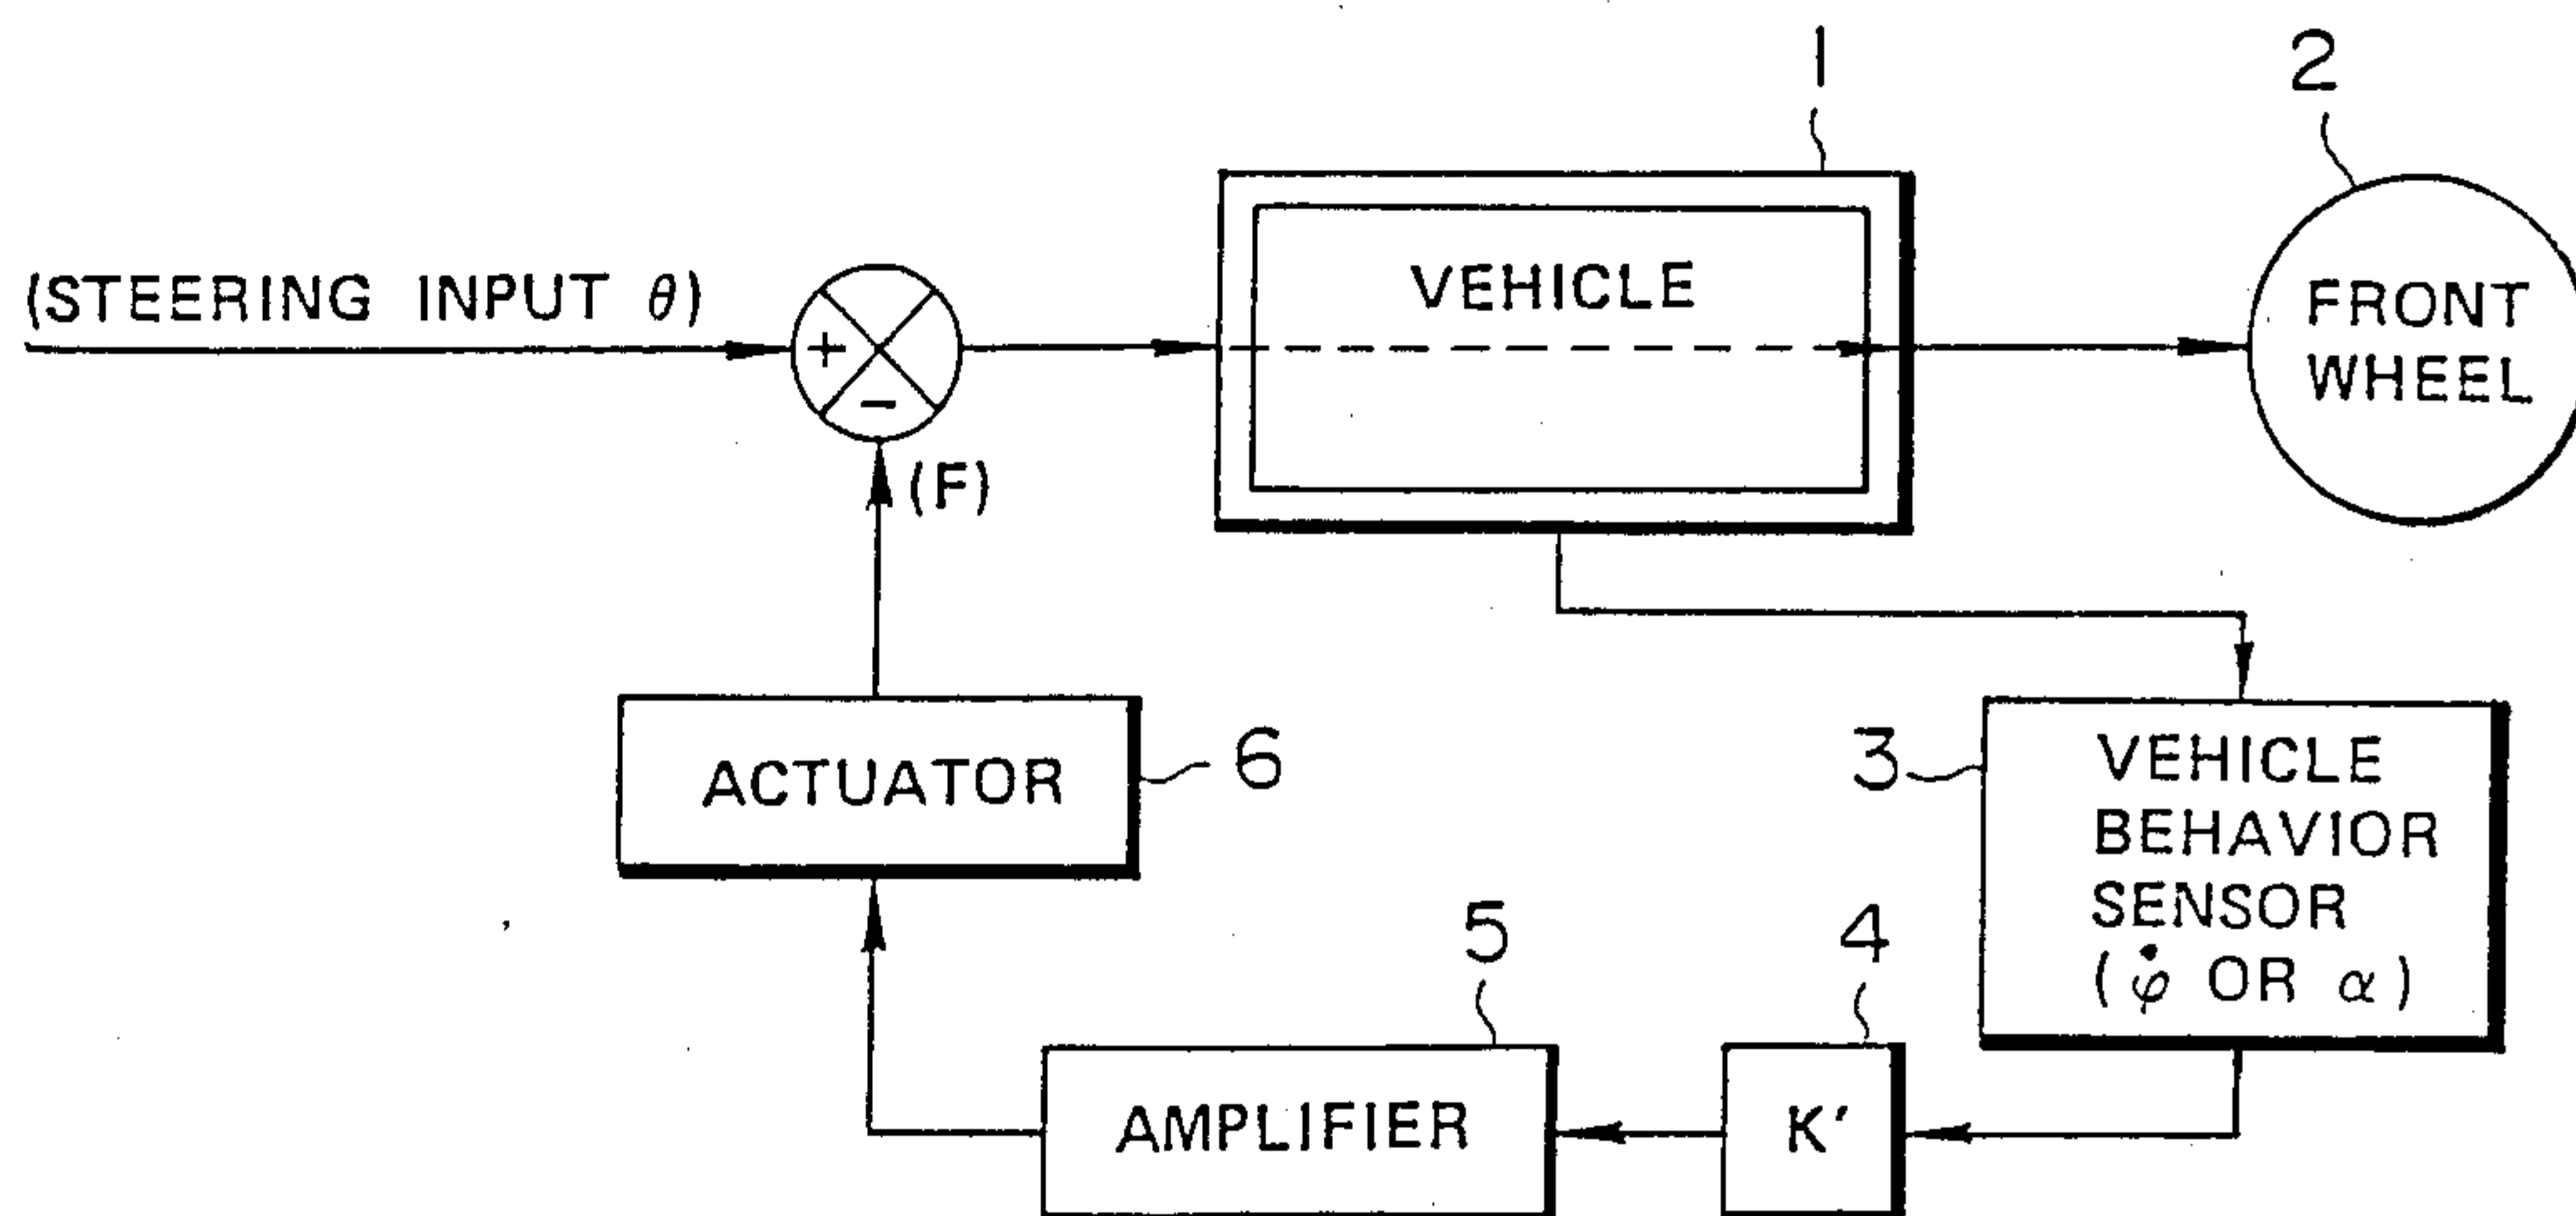 1
2
(STEERING INPUT θ)
+
−
VEHICLE
FRONT
WHEEL
(F)
ACTUATOR
6
3
VEHICLE
BEHAVIOR
SENSOR
(φ̇ OR α)
5
4
AMPLIFIER
K'